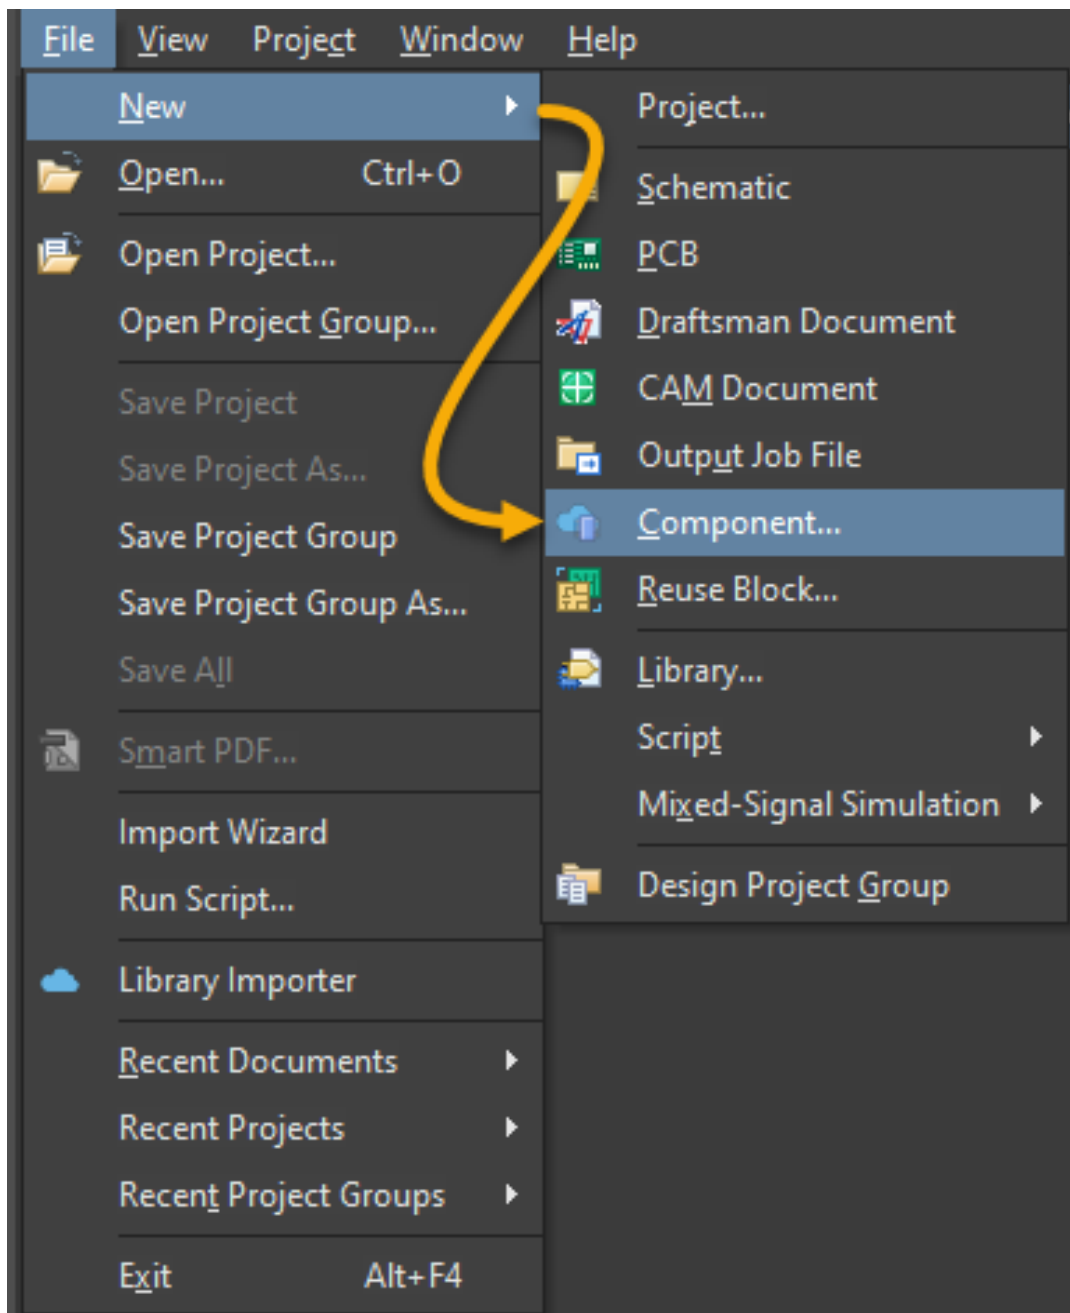 File View Project Window Help
New
Open... Ctrl+O
Open Project...
Open Project Group...
Save Project
Save Project As...
Save Project Group
Save Project Group As...
Save All
Smart PDF...
Import Wizard
Run Script...
Library Importer
Recent Documents
Recent Projects
Recent Project Groups
Exit Alt+F4
Project...
Schematic
PCB
Draftsman Document
CAM Document
Output Job File
Component...
Reuse Block...
Library...
Script
Mixed-Signal Simulation
Design Project Group